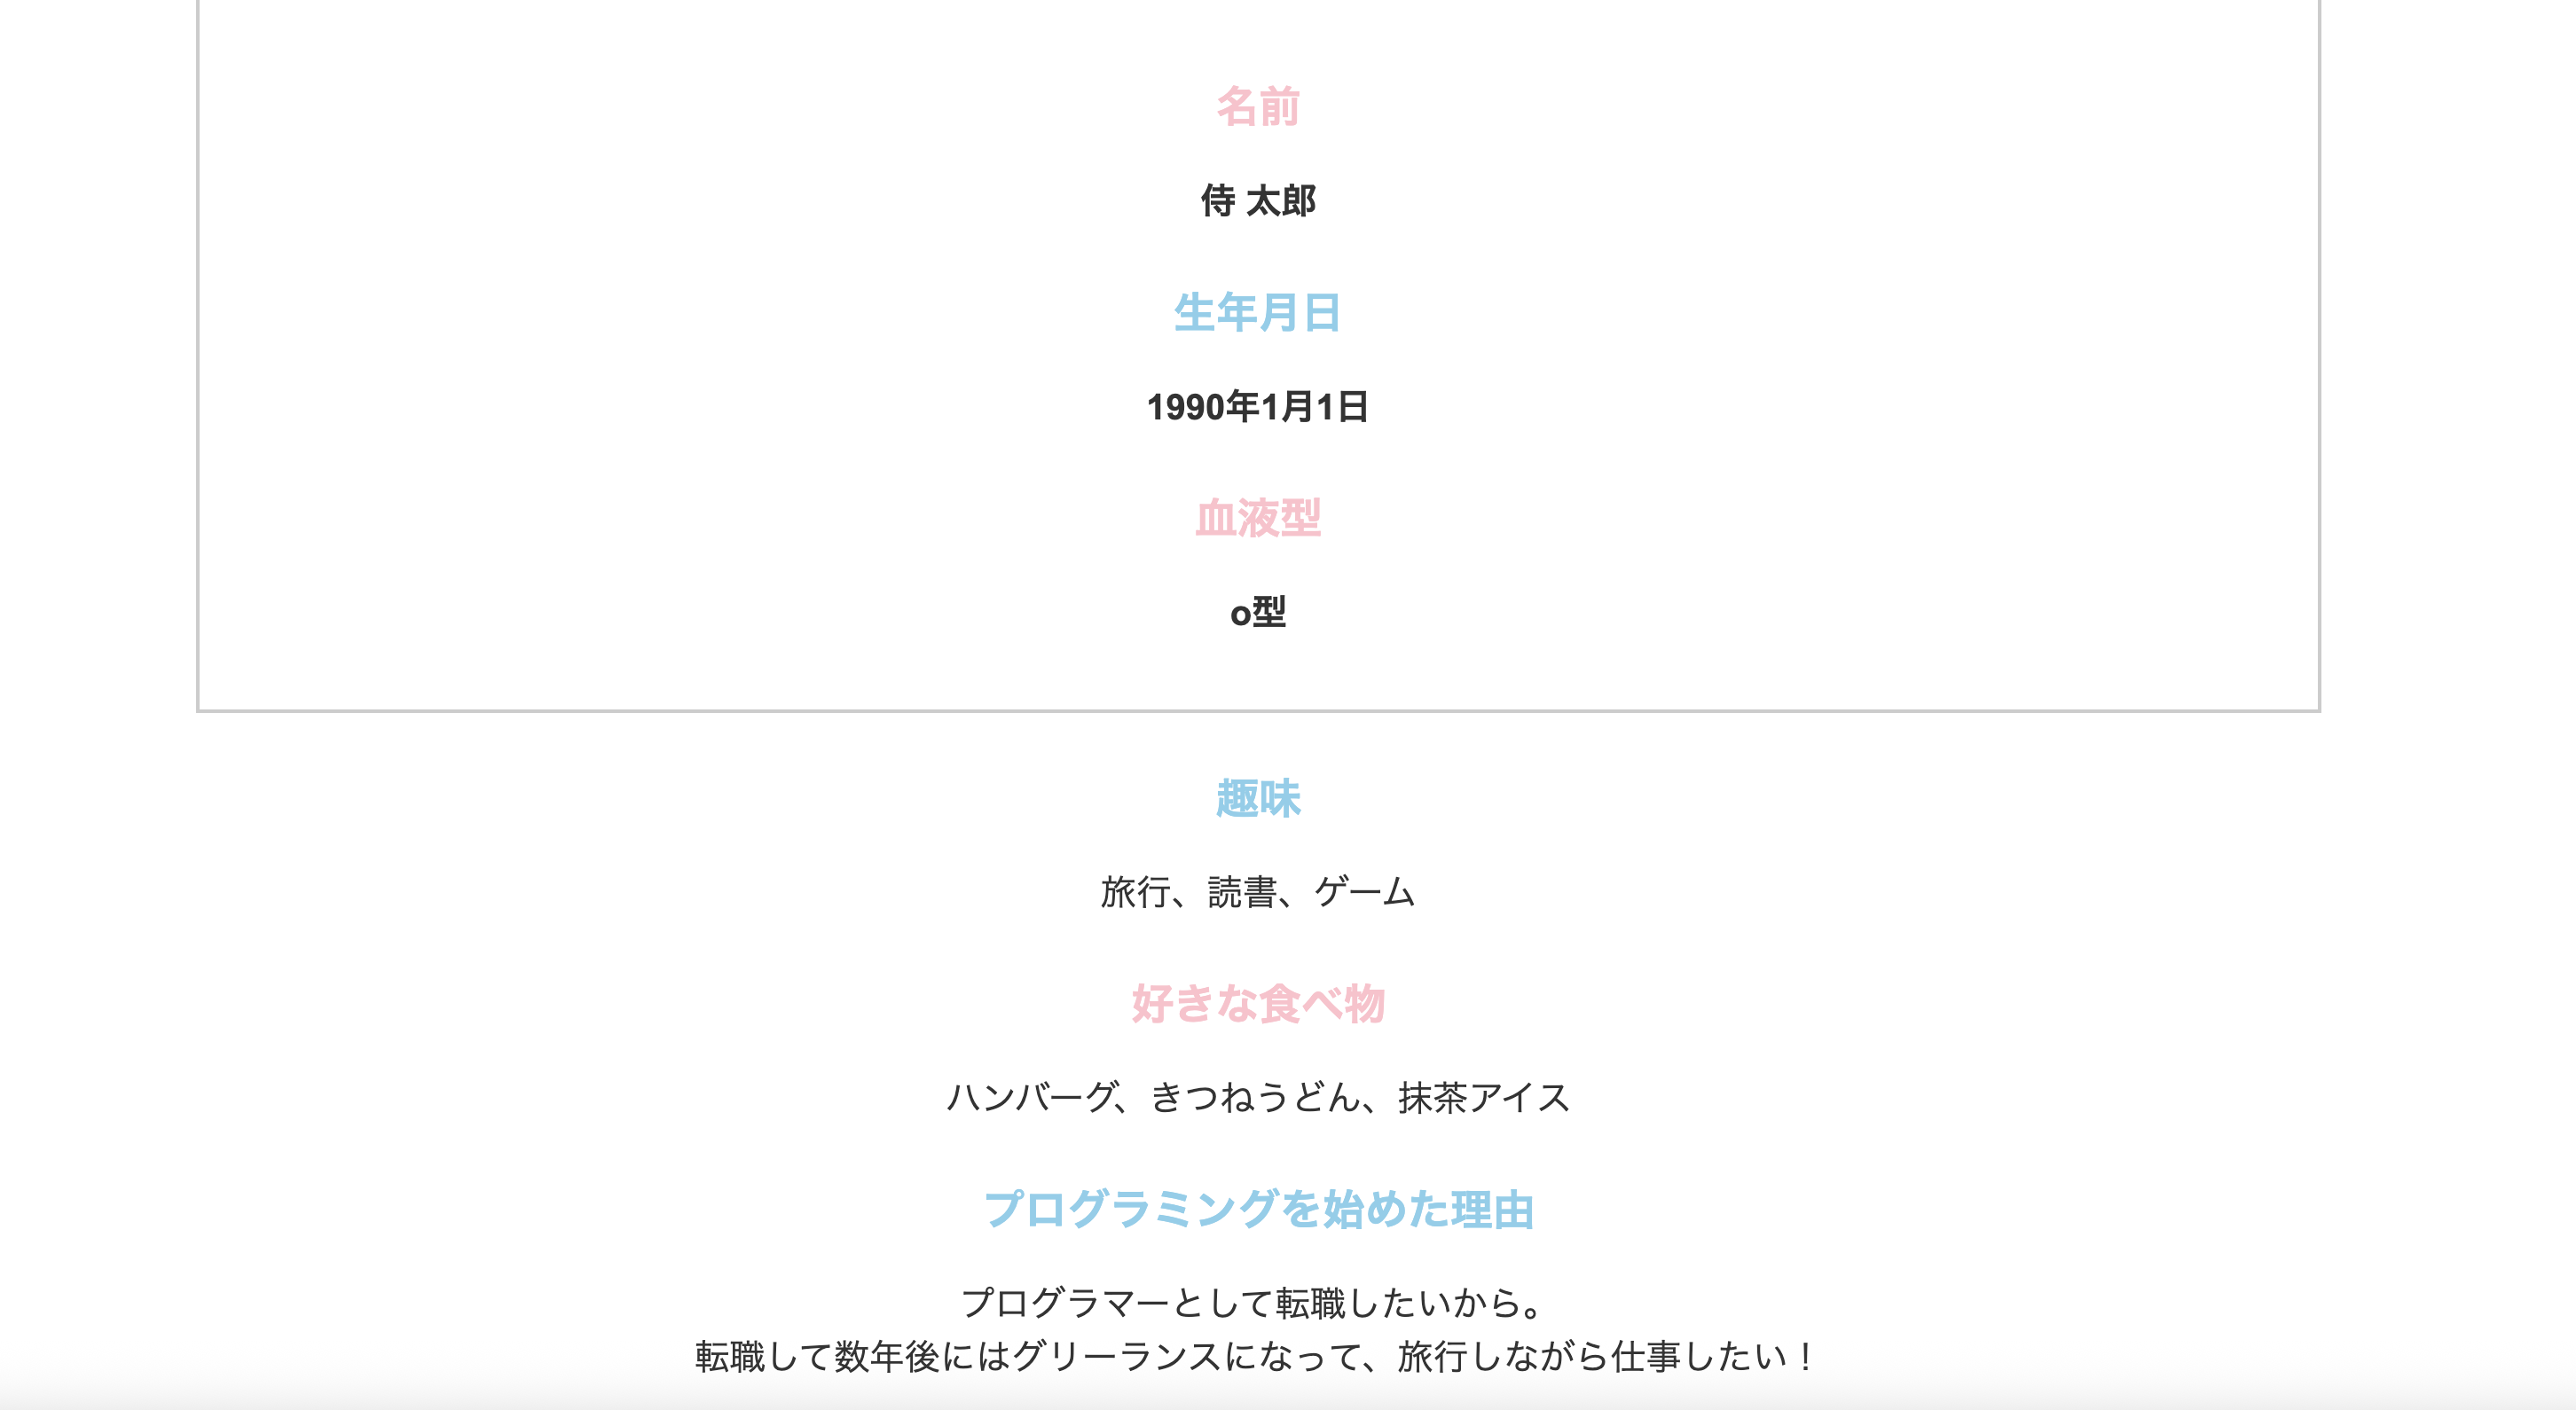 名前
侍 太郎
生年月日
1990年1月1日
血液型
o型
趣味
旅行、読書、ゲーム
好きな食べ物
ハンバーグ、きつねうどん、抹茶アイス
プログラミングを始めた理由
プログラマーとして転職したいから。
転職して数年後にはグリーランスになって、旅行しながら仕事したい！